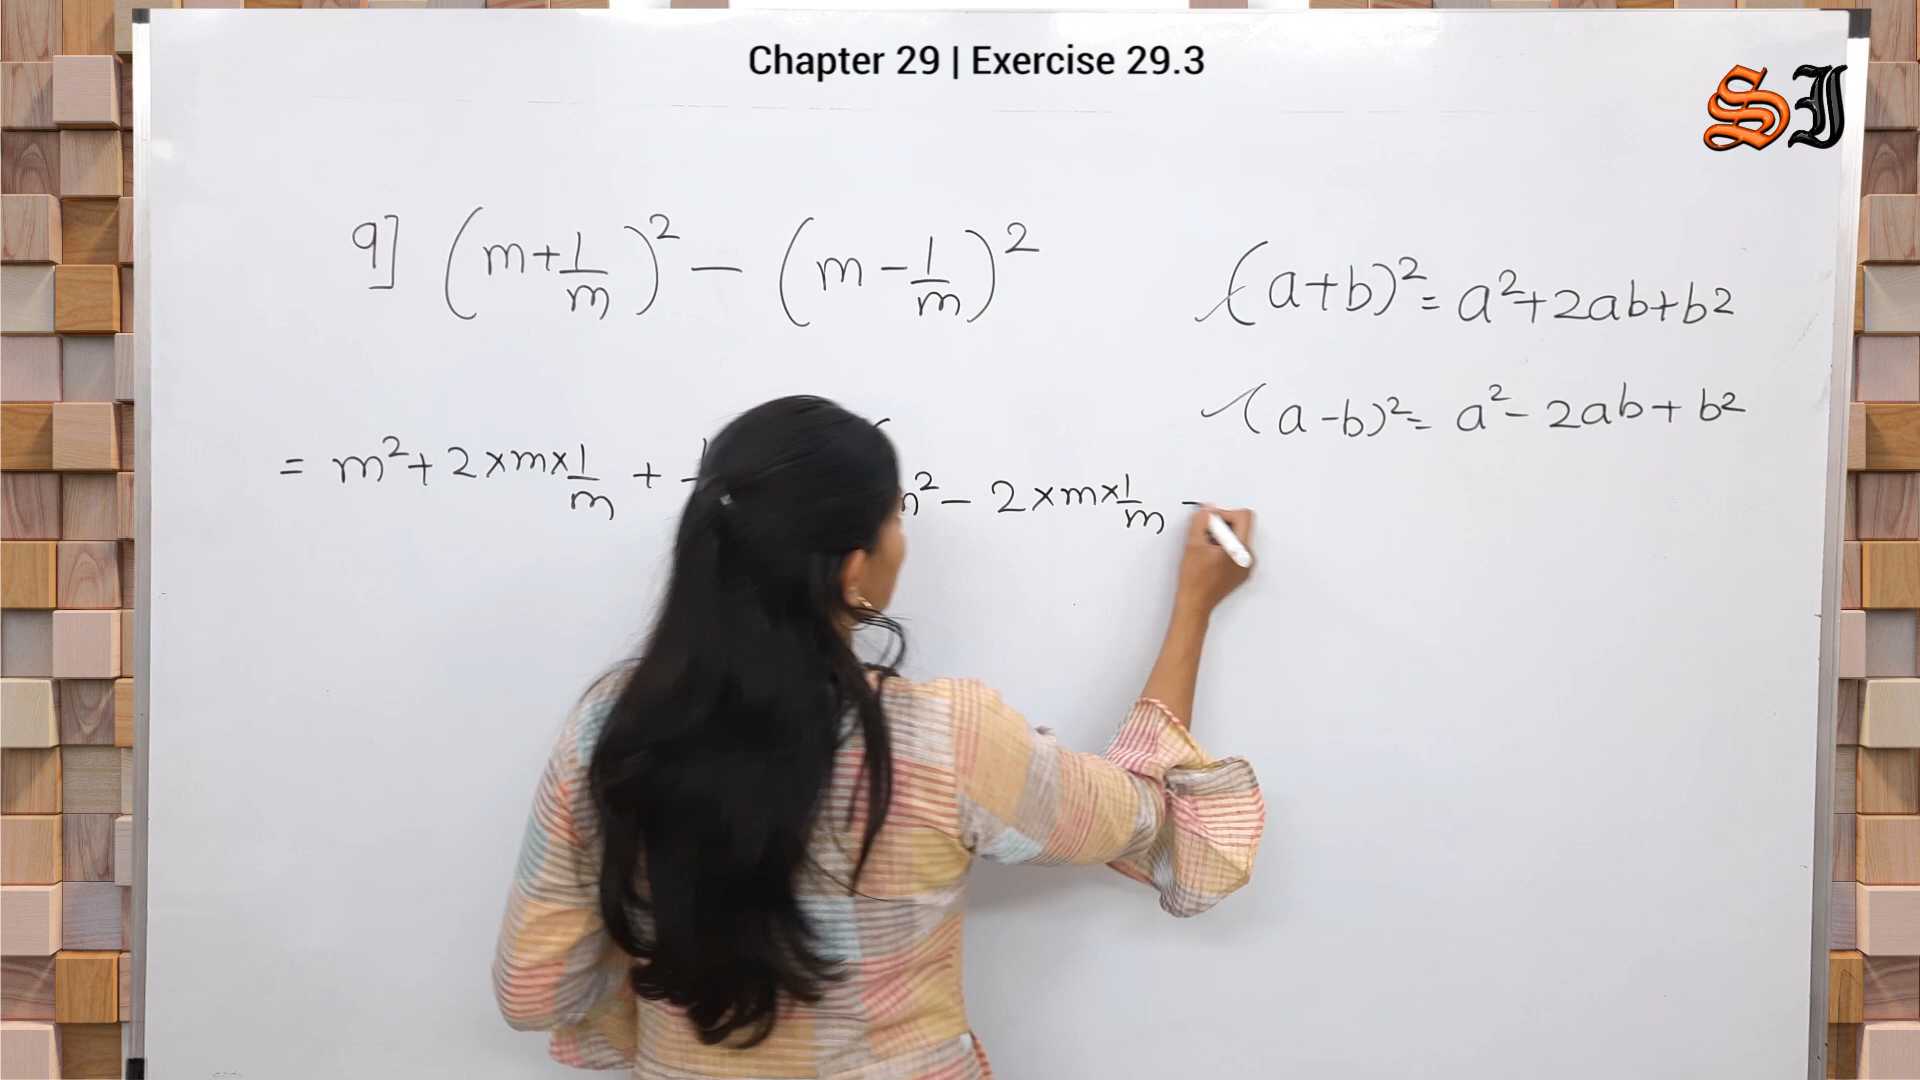 Chapter 29 | Exercise 29.3
SI
9] (m+1/m)² − (m−1/m)²
(a+b)² = a²+2ab+b²
(a-b)² = a²-2ab+b²
= m²+2×m×1/m + m² − 2×m×1/m